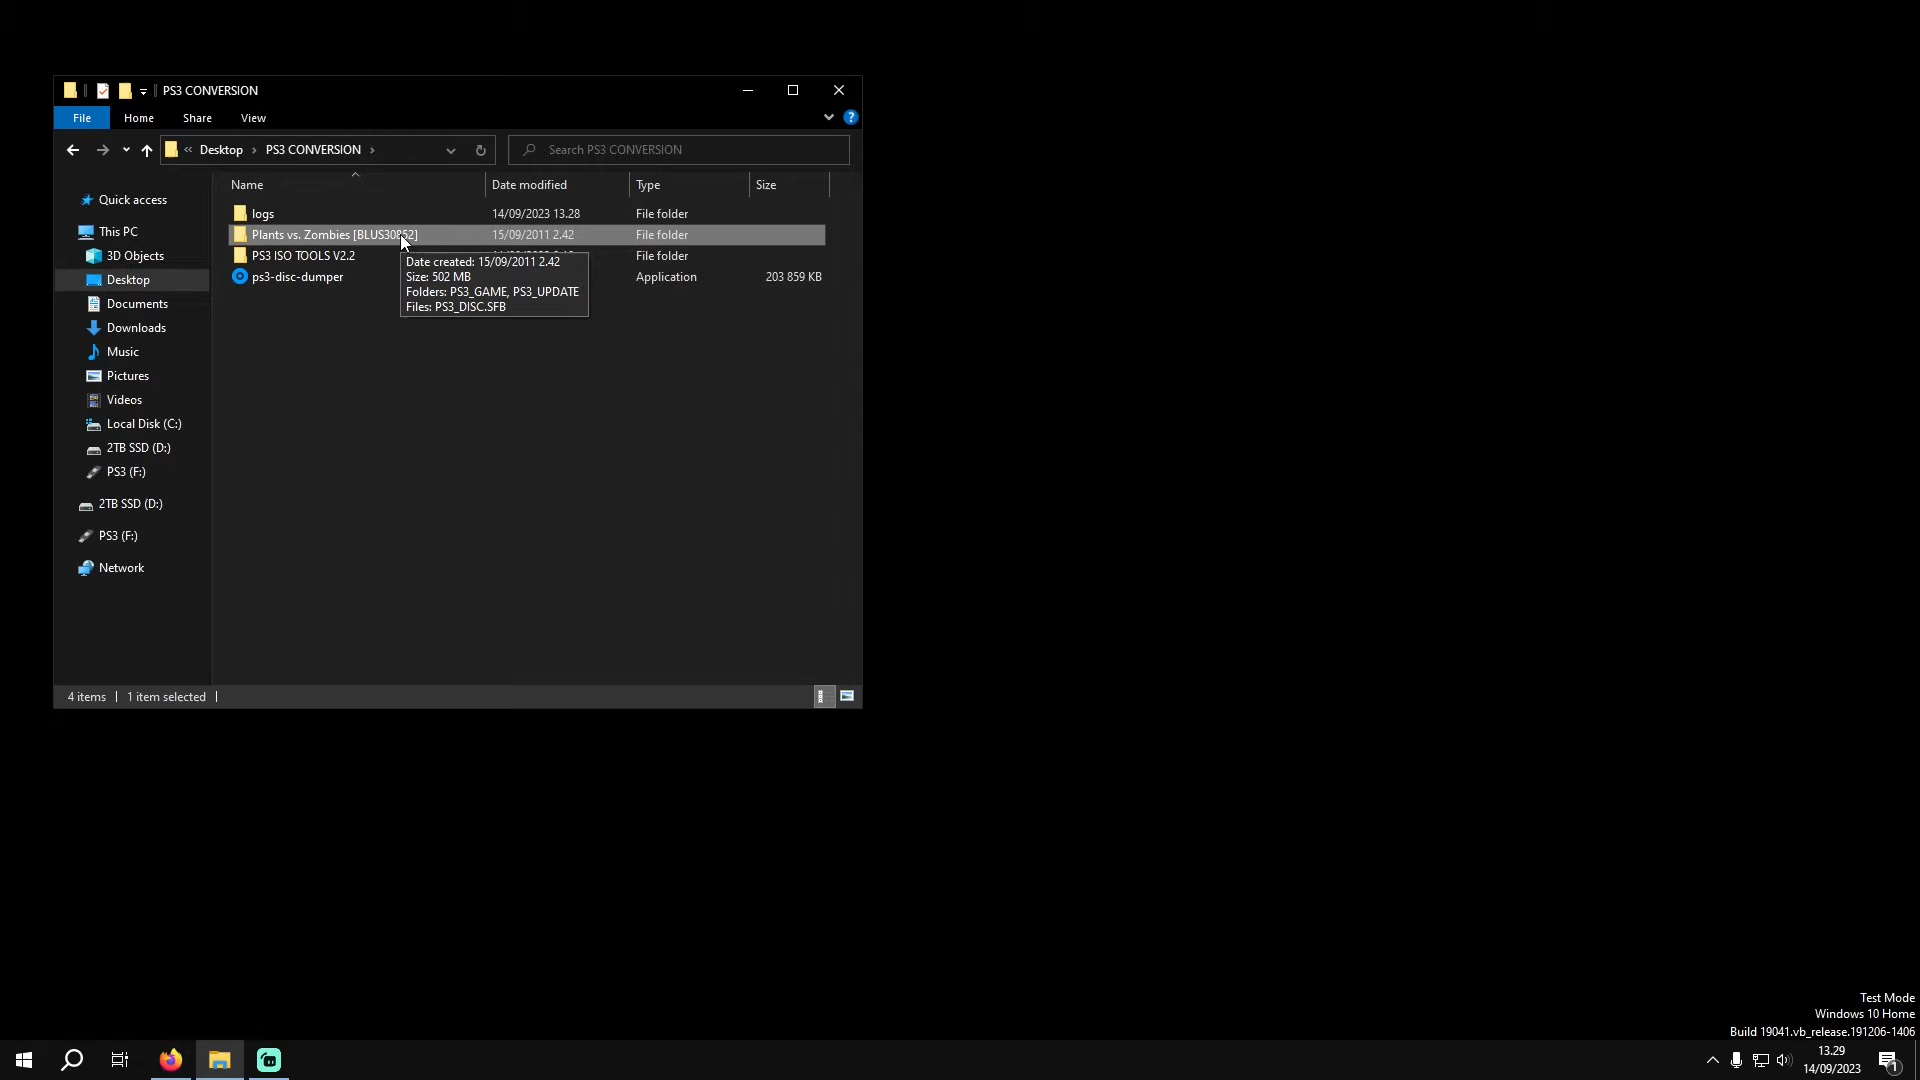 PS3 CONVERSION
File Home Share View
« Desktop › PS3 CONVERSION ›
Search PS3 CONVERSION
Name Date modified Type Size
logs 14/09/2023 13.28 File folder
Plants vs. Zombies [BLUS30852] 15/09/2011 2.42 File folder
PS3 ISO TOOLS V2.2 File folder
ps3-disc-dumper Application 203 859 KB
Date created: 15/09/2011 2.42
Size: 502 MB
Folders: PS3_GAME, PS3_UPDATE
Files: PS3_DISC.SFB
Quick access
This PC
3D Objects
Desktop
Documents
Downloads
Music
Pictures
Videos
Local Disk (C:)
2TB SSD (D:)
PS3 (F:)
2TB SSD (D:)
PS3 (F:)
Network
4 items 1 item selected
Test Mode
Windows 10 Home
Build 19041.vb_release.191206-1406
13.29
14/09/2023
1